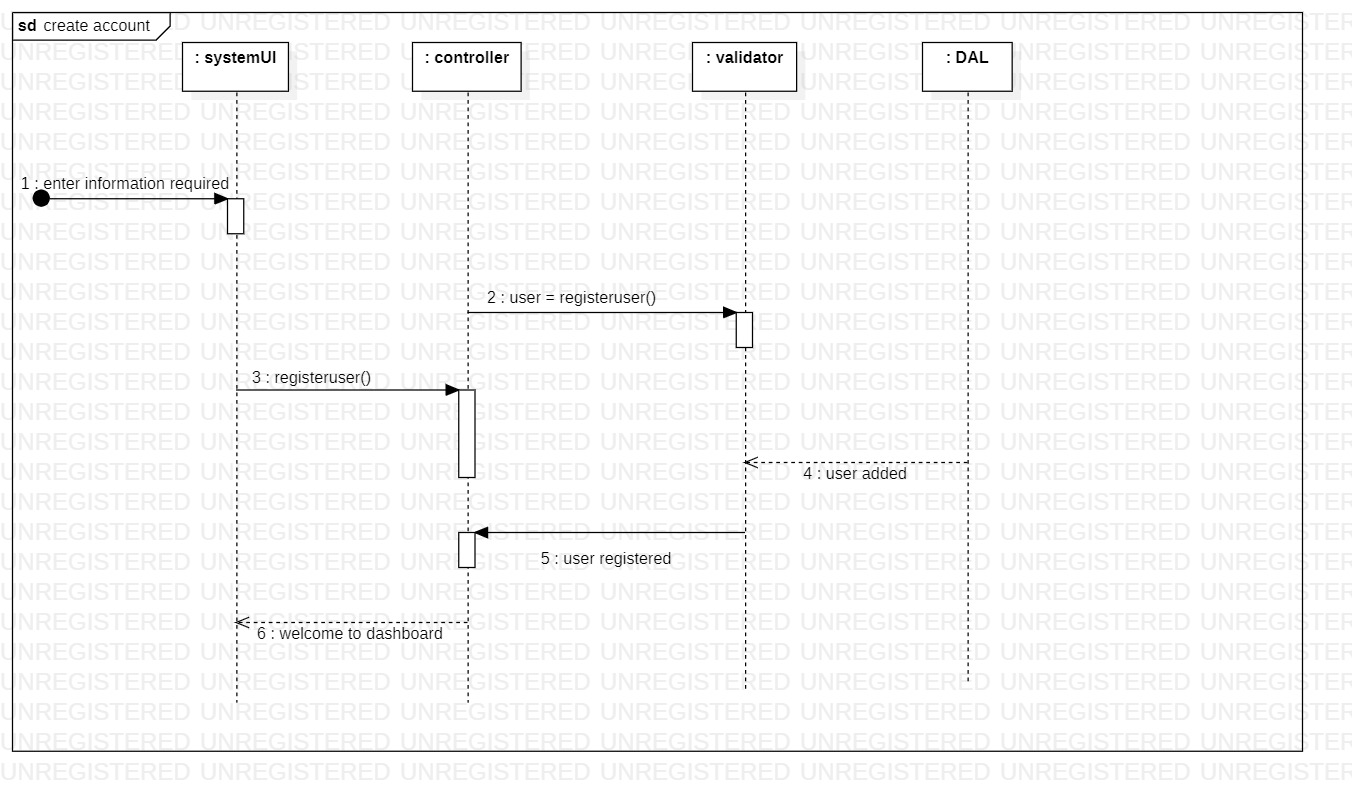 sd create account
: systemUI
: controller
: validator
: DAL
1 : enter information required
2 : user = registeruser()
3 : registeruser()
4 : user added
5 : user registered
6 : welcome to dashboard
UNREGISTERED